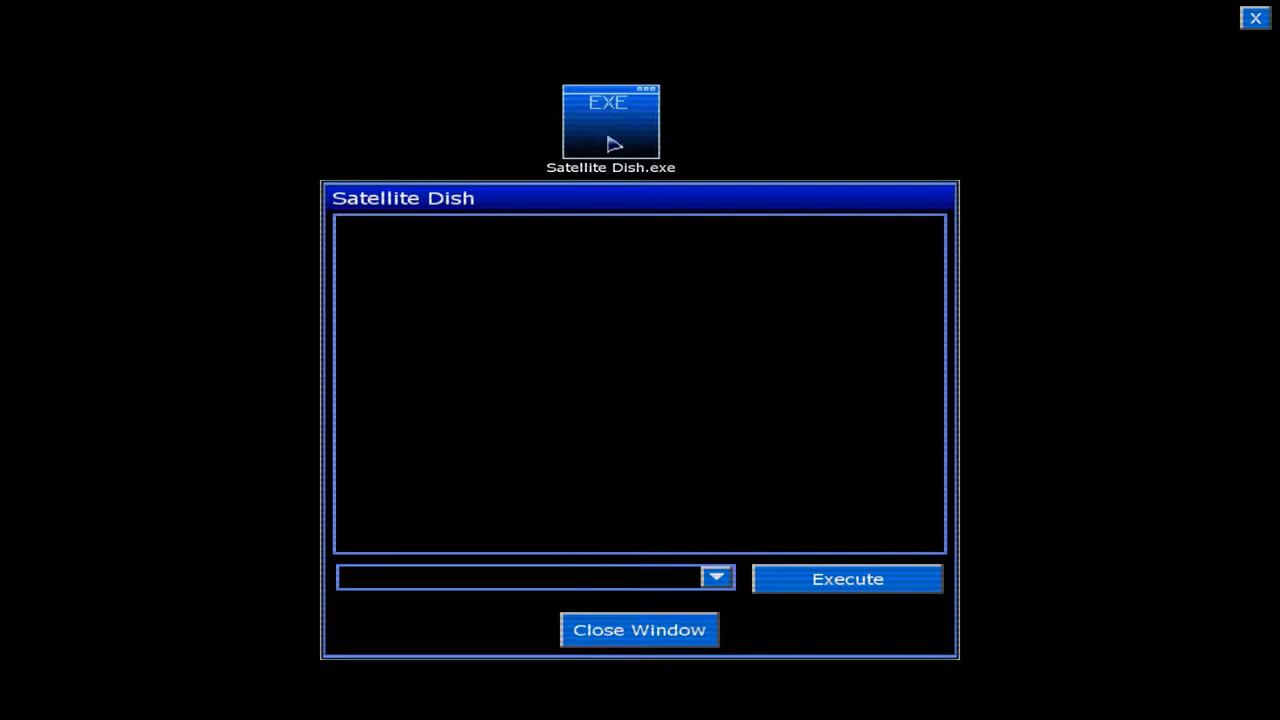 X
EXE
Satellite Dish.exe
Satellite Dish
Execute
Close Window